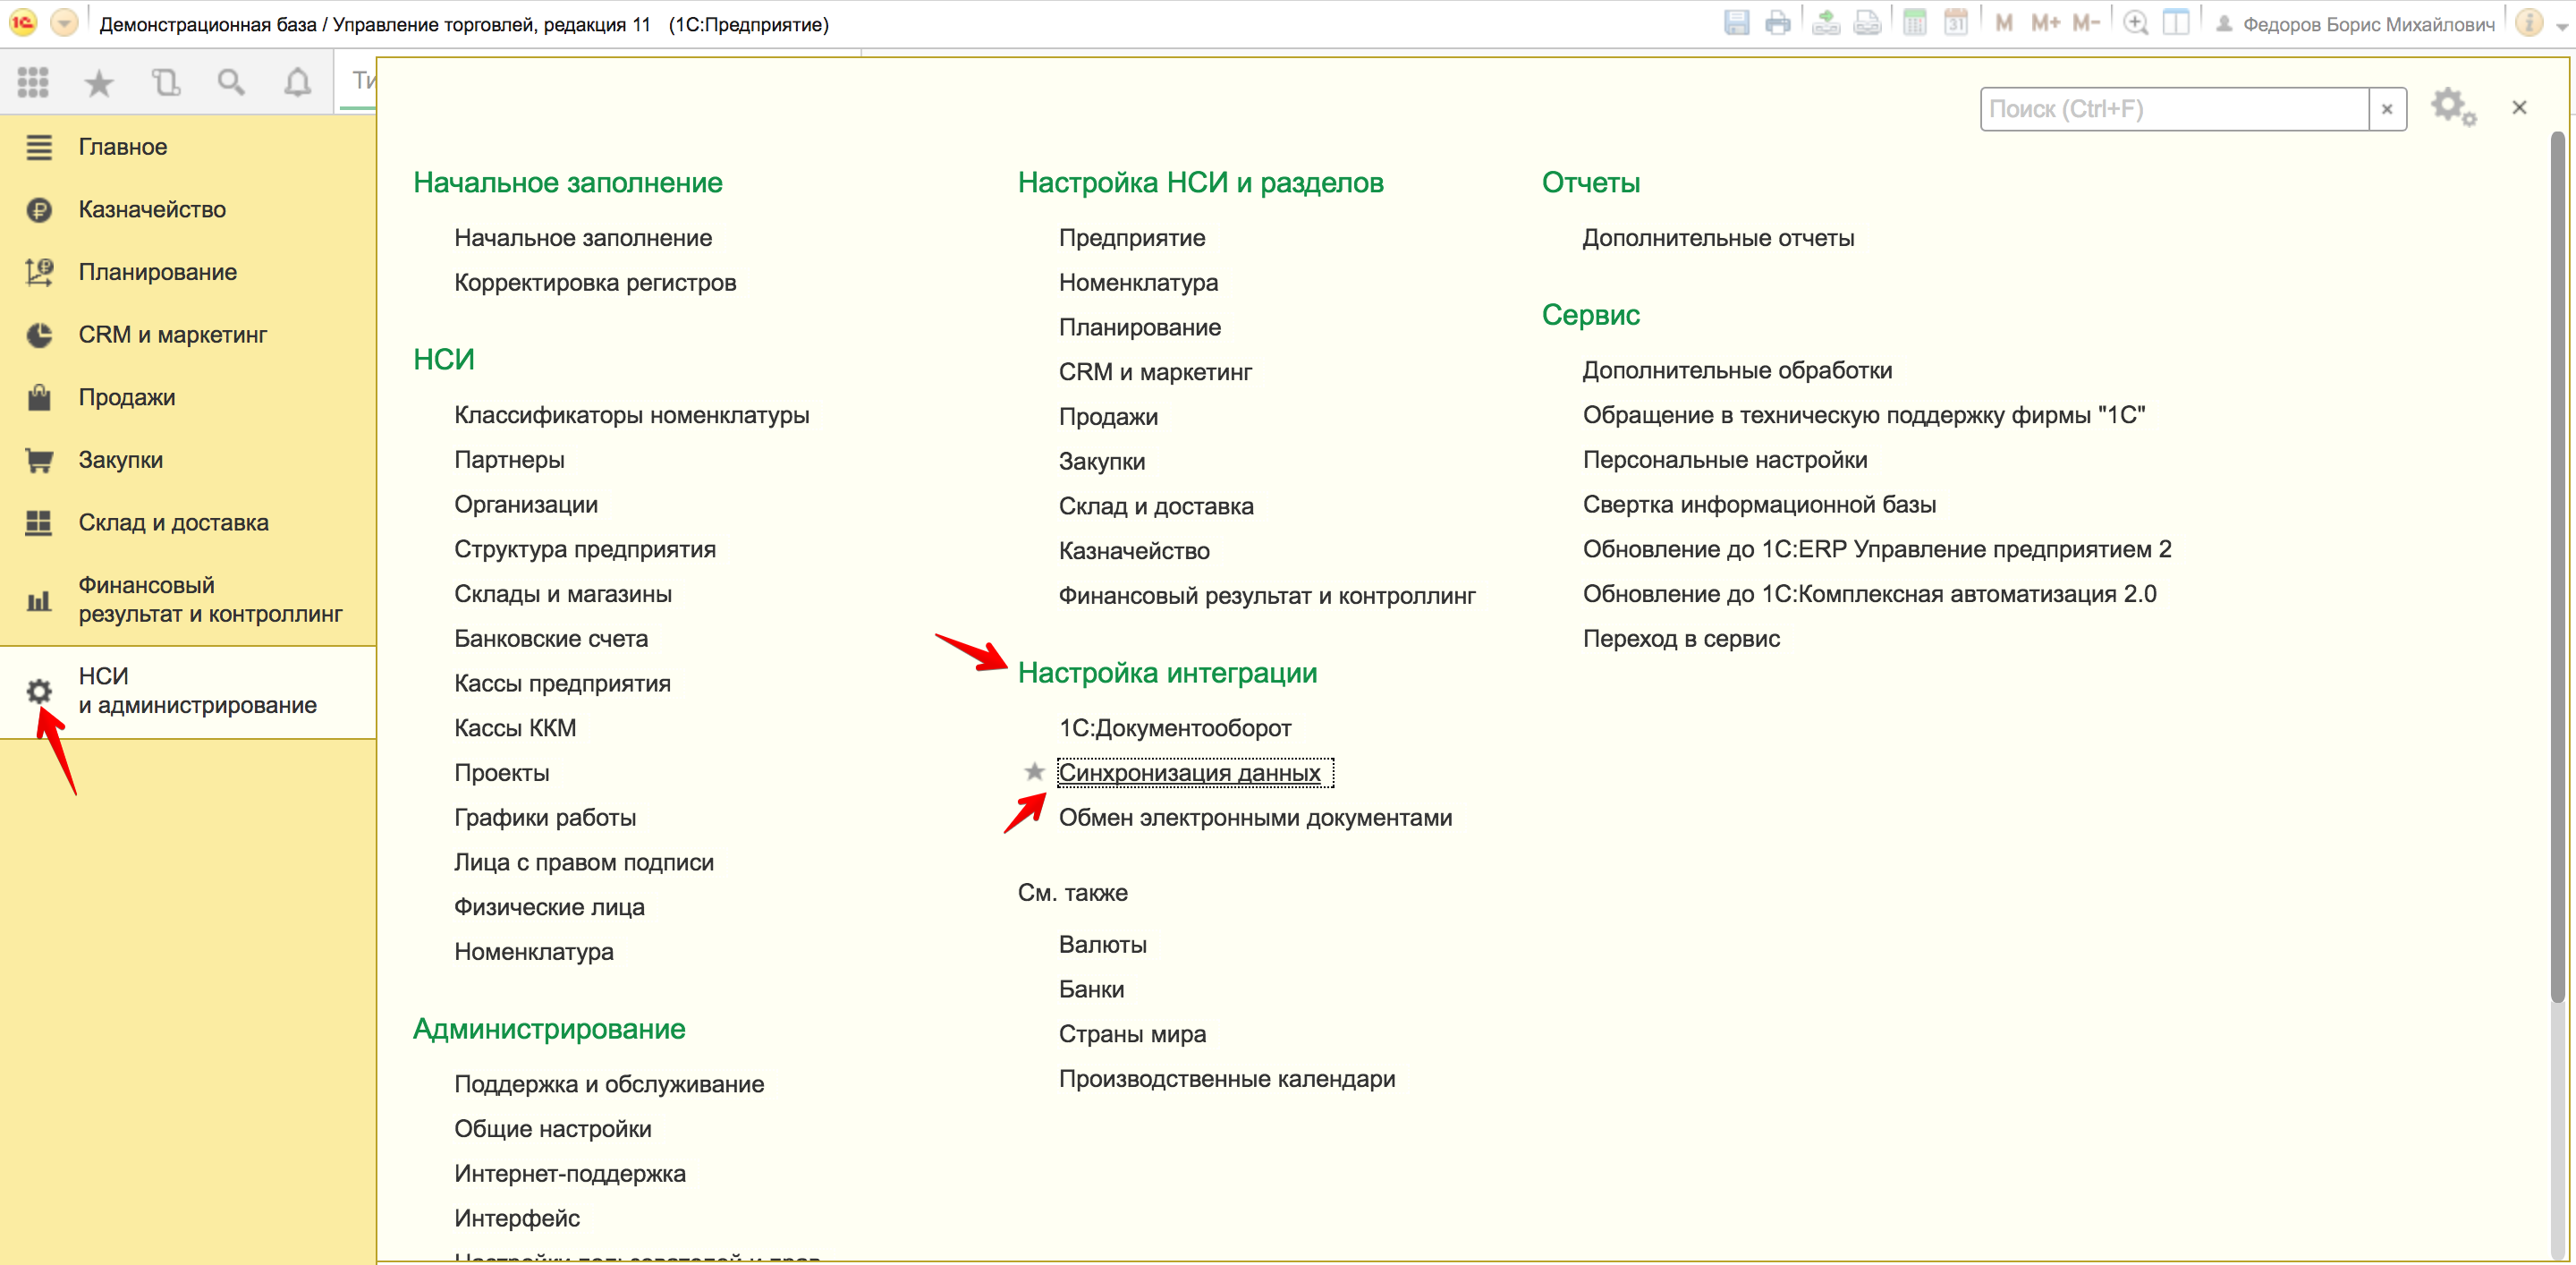 Демонстрационная база / Управление торговлей, редакция 11 (1С:Предприятие)
M M+ M- Федоров Борис Михайлович
Поиск (Ctrl+F)
Главное
Казначейство
Планирование
CRM и маркетинг
Продажи
Закупки
Склад и доставка
Финансовый
результат и контроллинг
НСИ
и администрирование
Начальное заполнение
Начальное заполнение
Корректировка регистров
НСИ
Классификаторы номенклатуры
Партнеры
Организации
Структура предприятия
Склады и магазины
Банковские счета
Кассы предприятия
Кассы ККМ
Проекты
Графики работы
Лица с правом подписи
Физические лица
Номенклатура
Администрирование
Поддержка и обслуживание
Общие настройки
Интернет-поддержка
Интерфейс
Настройка НСИ и разделов
Предприятие
Номенклатура
Планирование
CRM и маркетинг
Продажи
Закупки
Склад и доставка
Казначейство
Финансовый результат и контроллинг
Настройка интеграции
1С:Документооборот
Синхронизация данных
Обмен электронными документами
См. также
Валюты
Банки
Страны мира
Производственные календари
Отчеты
Дополнительные отчеты
Сервис
Дополнительные обработки
Обращение в техническую поддержку фирмы "1С"
Персональные настройки
Свертка информационной базы
Обновление до 1С:ERP Управление предприятием 2
Обновление до 1С:Комплексная автоматизация 2.0
Переход в сервис